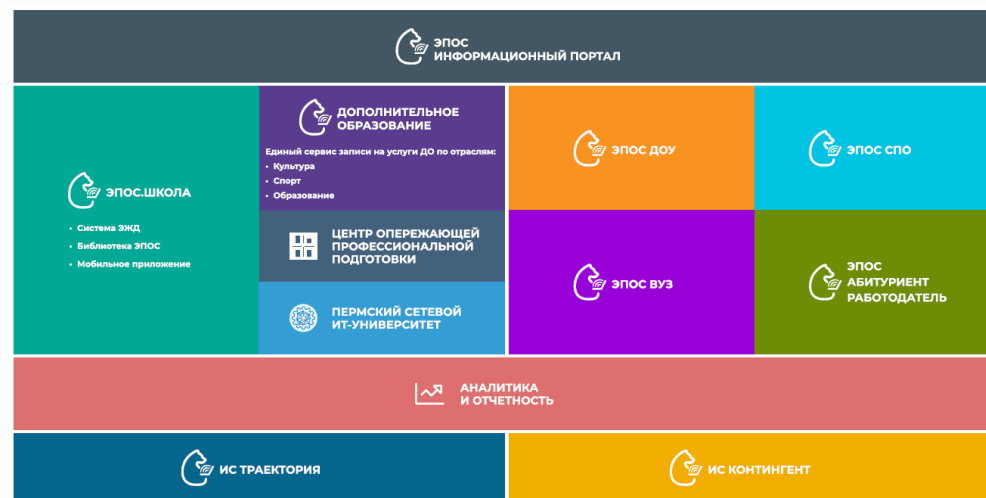 ЭПОС
ИНФОРМАЦИОННЫЙ ПОРТАЛ
ЭПОС.ШКОЛА
• Система ЭЖД
• Библиотека ЭПОС
• Мобильное приложение
ДОПОЛНИТЕЛЬНОЕ
ОБРАЗОВАНИЕ
Единый сервис записи на услуги ДО по отраслям:
• Культура
• Спорт
• Образование
ЦЕНТР ОПЕРЕЖАЮЩЕЙ
ПРОФЕССИОНАЛЬНОЙ
ПОДГОТОВКИ
ПЕРМСКИЙ СЕТЕВОЙ
ИТ-УНИВЕРСИТЕТ
ЭПОС ДОУ
ЭПОС СПО
ЭПОС ВУЗ
ЭПОС
АБИТУРИЕНТ
РАБОТОДАТЕЛЬ
АНАЛИТИКА
И ОТЧЕТНОСТЬ
ИС ТРАЕКТОРИЯ
ИС КОНТИНГЕНТ